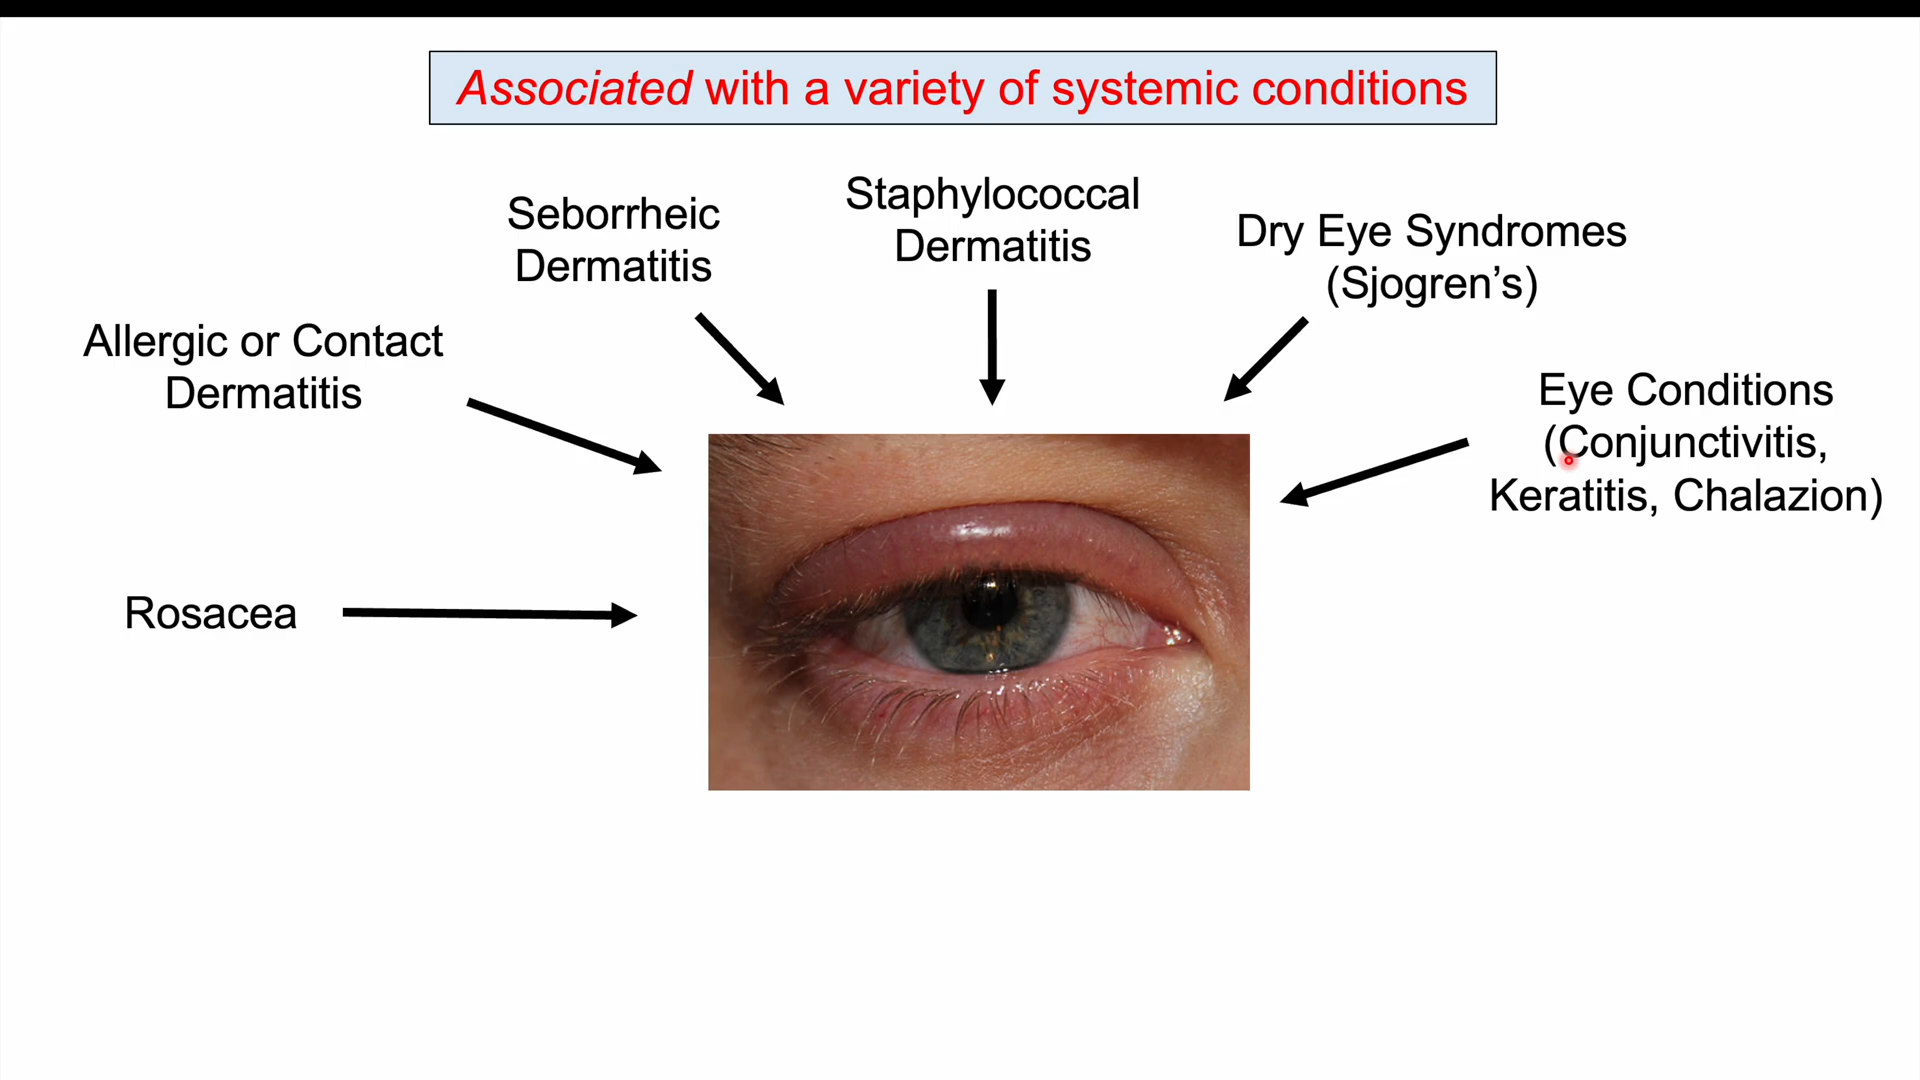 Associated with a variety of systemic conditions
Staphylococcal
Dermatitis
Seborrheic
Dermatitis
Dry Eye Syndromes
(Sjogren’s)
Allergic or Contact
Dermatitis
Eye Conditions
(Conjunctivitis,
Keratitis, Chalazion)
Rosacea